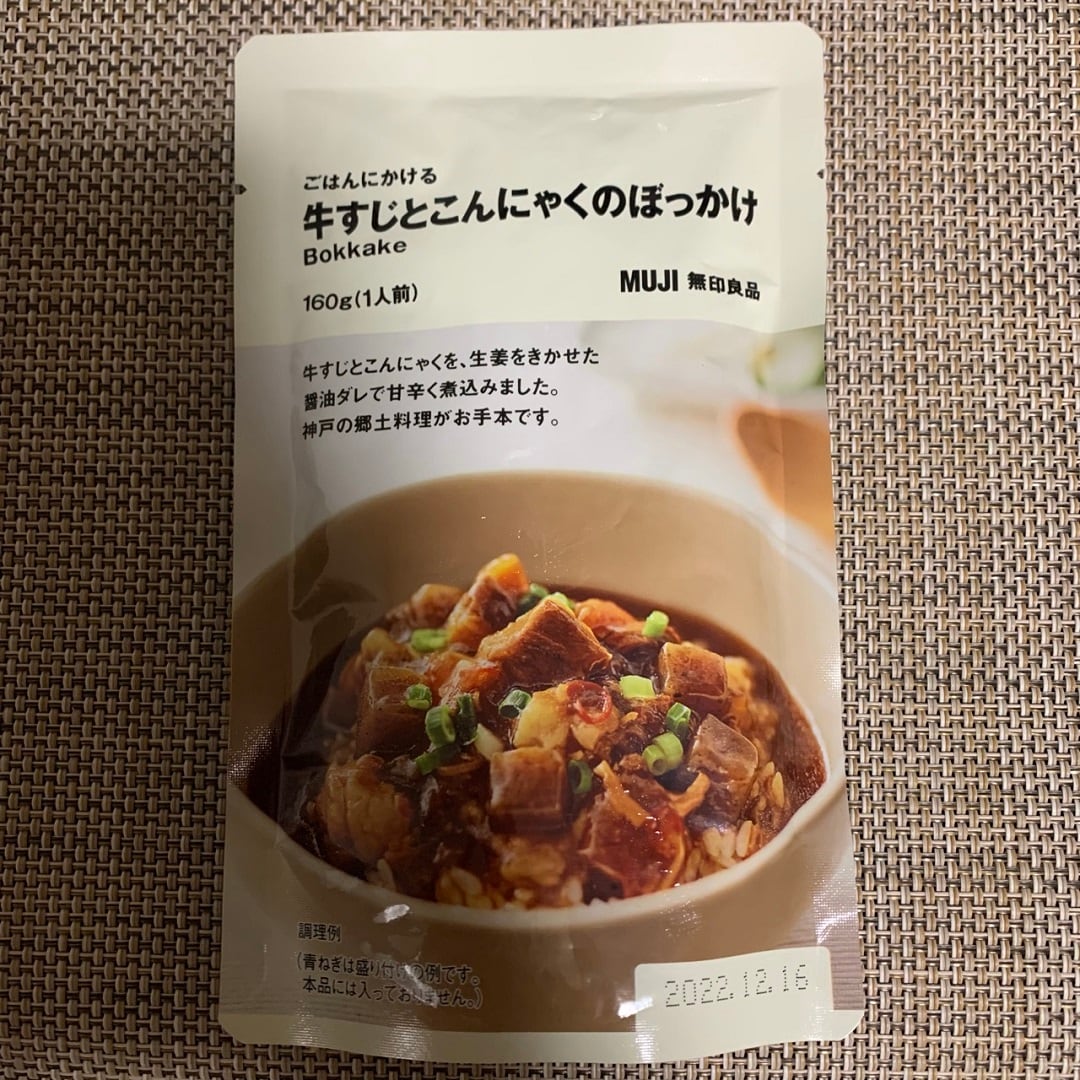 ごはんにかける
牛すじとこんにゃくのぼっかけ
Bokkake
160g(1人前)
MUJI 無印良品
牛すじとこんにゃくを、生姜をきかせた
醤油ダレで甘辛く煮込みました。
神戸の郷土料理がお手本です。
調理例
(青ねぎは盛り付けの例です。
本品には入っておりません。)
2022.12.16